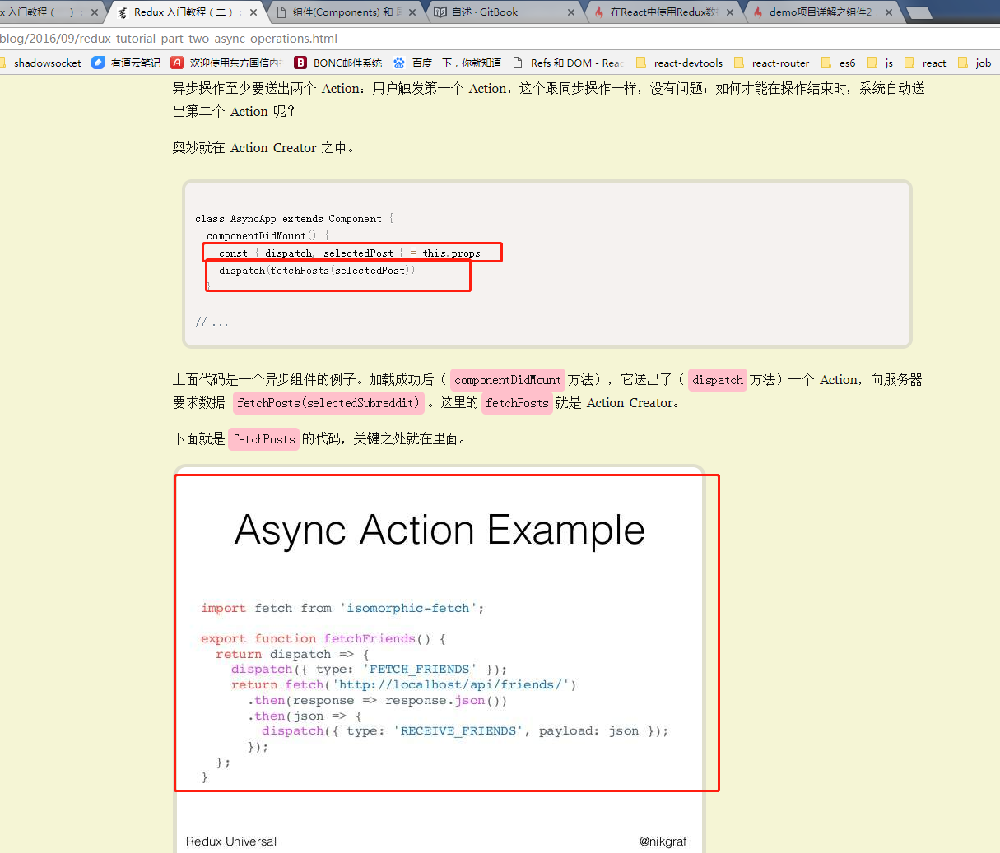 x 入门教程（一）
Redux 入门教程（二）
组件(Components) 和
自述 · GitBook
在React中使用Redux数
demo项目详解之组件2
blog/2016/09/redux_tutorial_part_two_async_operations.html
shadowsocket
有道云笔记
欢迎使用东方国信内
BONC邮件系统
百度一下，你就知道
Refs 和 DOM - Reac
react-devtools
react-router
es6
js
react
job
异步操作至少要送出两个 Action：用户触发第一个 Action，这个跟同步操作一样，没有问题；如何才能在操作结束时，系统自动送
出第二个 Action 呢？
奥妙就在 Action Creator 之中。
class AsyncApp extends Component {
componentDidMount() {
const { dispatch, selectedPost } = this.props
dispatch(fetchPosts(selectedPost))
}
// ...
上面代码是一个异步组件的例子。加载成功后（ componentDidMount 方法），它送出了（ dispatch 方法）一个 Action，向服务器
要求数据 fetchPosts(selectedSubreddit) 。这里的 fetchPosts 就是 Action Creator。
下面就是 fetchPosts 的代码，关键之处就在里面。
Async Action Example
import fetch from 'isomorphic-fetch';
export function fetchFriends() {
return dispatch => {
dispatch({ type: 'FETCH_FRIENDS' });
return fetch('http://localhost/api/friends/')
.then(response => response.json())
.then(json => {
dispatch({ type: 'RECEIVE_FRIENDS', payload: json });
});
};
}
Redux Universal
@nikgraf